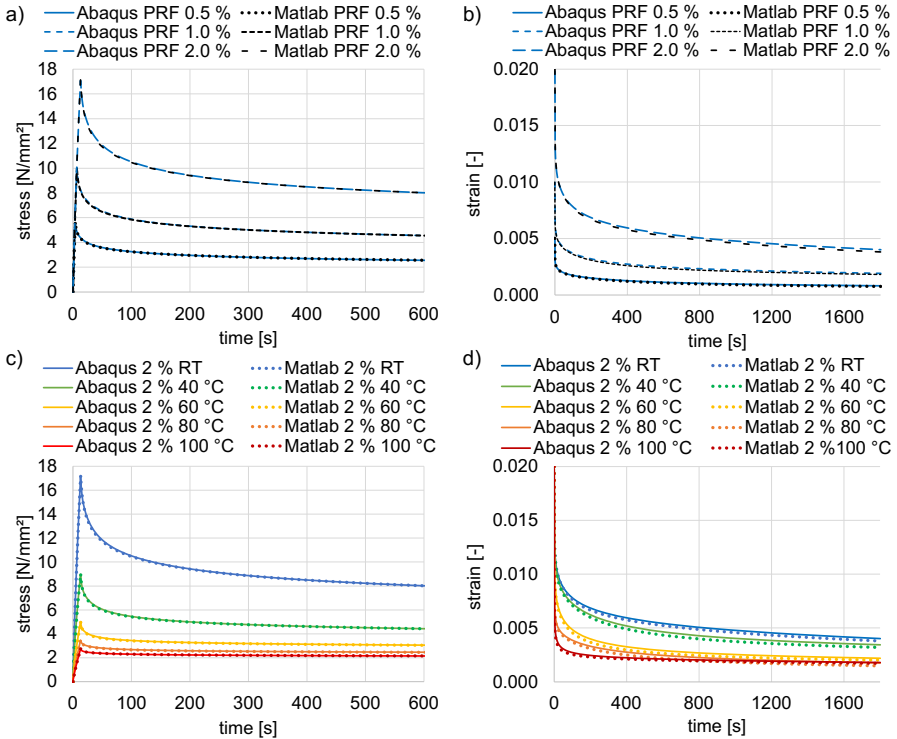 a)
Abaqus PRF 0.5 % Matlab PRF 0.5 %
Abaqus PRF 1.0 % Matlab PRF 1.0 %
Abaqus PRF 2.0 % Matlab PRF 2.0 %
18
16
14
12
10
8
6
4
2
0
stress [N/mm²]
0 100 200 300 400 500 600
time [s]
b)
Abaqus PRF 0.5 % Matlab PRF 0.5 %
Abaqus PRF 1.0 % Matlab PRF 1.0 %
Abaqus PRF 2.0 % Matlab PRF 2.0 %
0.020
0.015
0.010
0.005
0.000
strain [-]
0 400 800 1200 1600
time [s]
c)
Abaqus 2 % RT Matlab 2 % RT
Abaqus 2 % 40 °C Matlab 2 % 40 °C
Abaqus 2 % 60 °C Matlab 2 % 60 °C
Abaqus 2 % 80 °C Matlab 2 % 80 °C
Abaqus 2 % 100 °C Matlab 2 % 100 °C
18
16
14
12
10
8
6
4
2
0
stress [N/mm²]
0 100 200 300 400 500 600
time [s]
d)
Abaqus 2 % RT Matlab 2 % RT
Abaqus 2 % 40 °C Matlab 2 % 40 °C
Abaqus 2 % 60 °C Matlab 2 % 60 °C
Abaqus 2 % 80 °C Matlab 2 % 80 °C
Abaqus 2 % 100 °C Matlab 2 %100 °C
0.020
0.015
0.010
0.005
0.000
strain [-]
0 400 800 1200 1600
time [s]